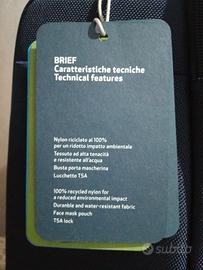 BRIEF
Caratteristiche tecniche
Technical features
Nylon riciclato al 100%
per un ridotto impatto ambientale
Tessuto ad alta tenacità
e resistente all'acqua
Busta porta mascherina
Lucchetto TSA
100% recycled nylon for
a reduced environmental impact
Durable and water-resistant fabric
Face mask pouch
TSA lock
subito